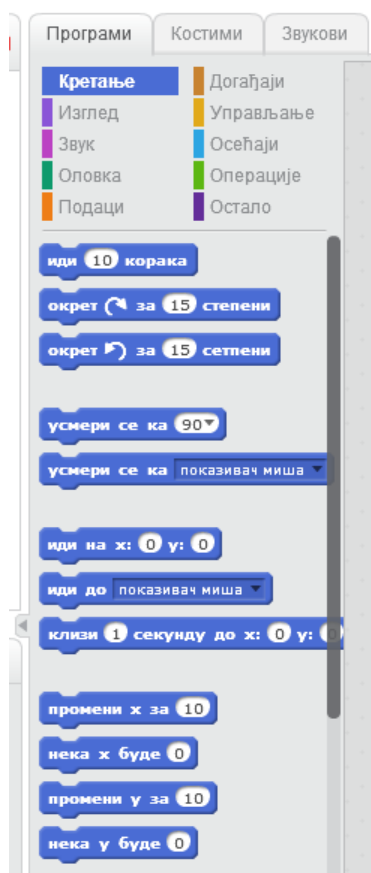 Програми Костими Звукови
Кретање Догађаји
Изглед Управљање
Звук Осећаји
Оловка Операције
Подаци Остало
иди 10 корака
окрет за 15 степени
окрет за 15 сетпени
усмери се ка 90
усмери се ка показивач миша
иди на x: 0 y: 0
иди до показивач миша
клизи 1 секунду до x: 0 y: 0
промени x за 10
нека x буде 0
промени y за 10
нека y буде 0